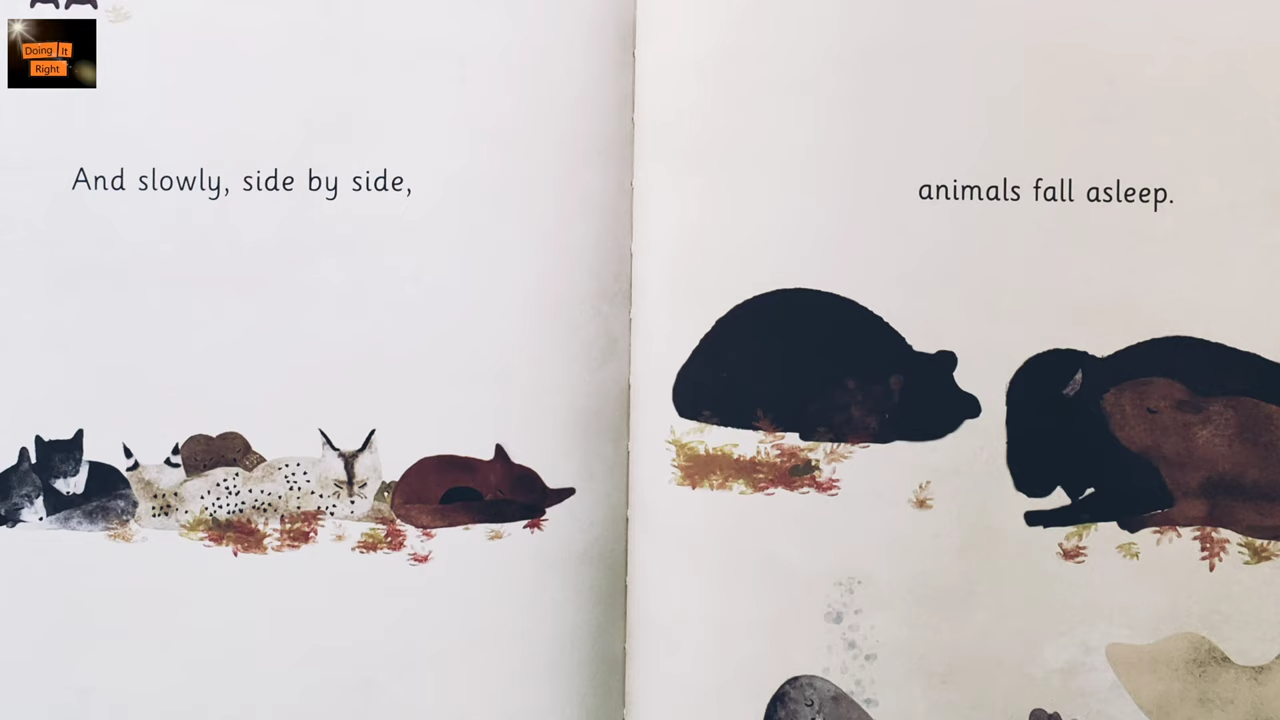 Doing It
Right
And slowly, side by side,
animals fall asleep.